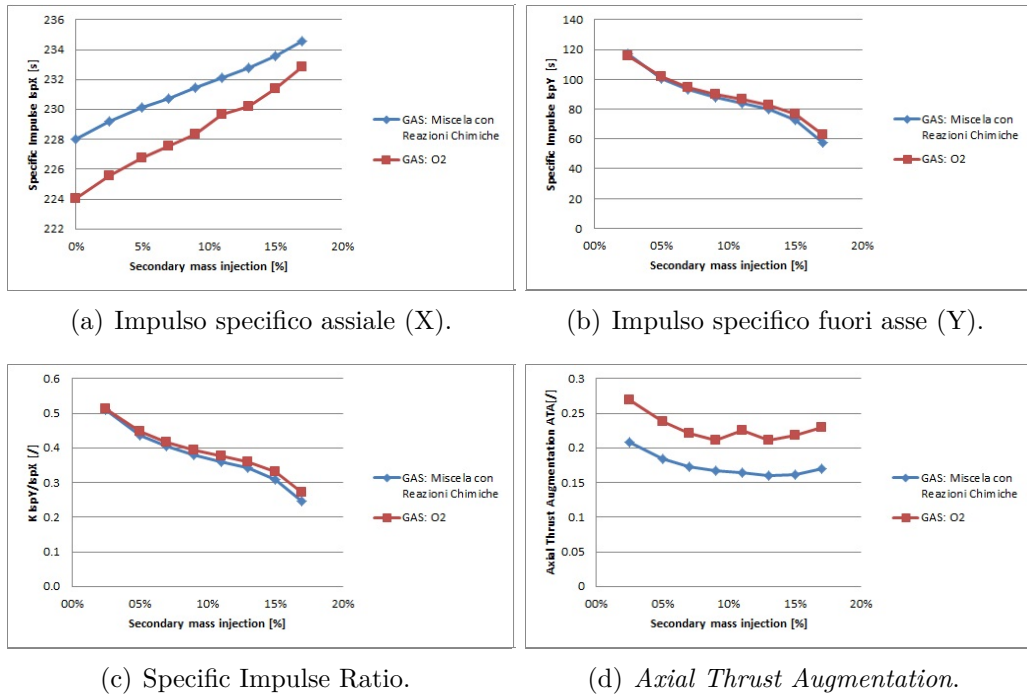 236
234
232
230
228
226
224
222
Specific Impulse IspX [s]
0%
5%
10%
15%
20%
Secondary mass injection [%]
GAS: Miscela con
Reazioni Chimiche
GAS: O2
(a) Impulso specifico assiale (X).
140
120
100
80
60
40
20
0
Specific Impulse IspY [s]
00%
05%
10%
15%
20%
Secondary mass injection [%]
GAS: Miscela con
Reazioni Chimiche
GAS: O2
(b) Impulso specifico fuori asse (Y).
0.6
0.5
0.4
0.3
0.2
0.1
0.0
K IspY/IspX [/]
00%
05%
10%
15%
20%
Secondary mass injection [%]
GAS: Miscela con
Reazioni Chimiche
GAS: O2
(c) Specific Impulse Ratio.
0.3
0.25
0.2
0.15
0.1
0.05
0
Axial Thrust Augmentation ATA[/]
00%
05%
10%
15%
20%
Secondary mass injection [%]
GAS: Miscela con
Reazioni Chimiche
GAS: O2
(d) Axial Thrust Augmentation.